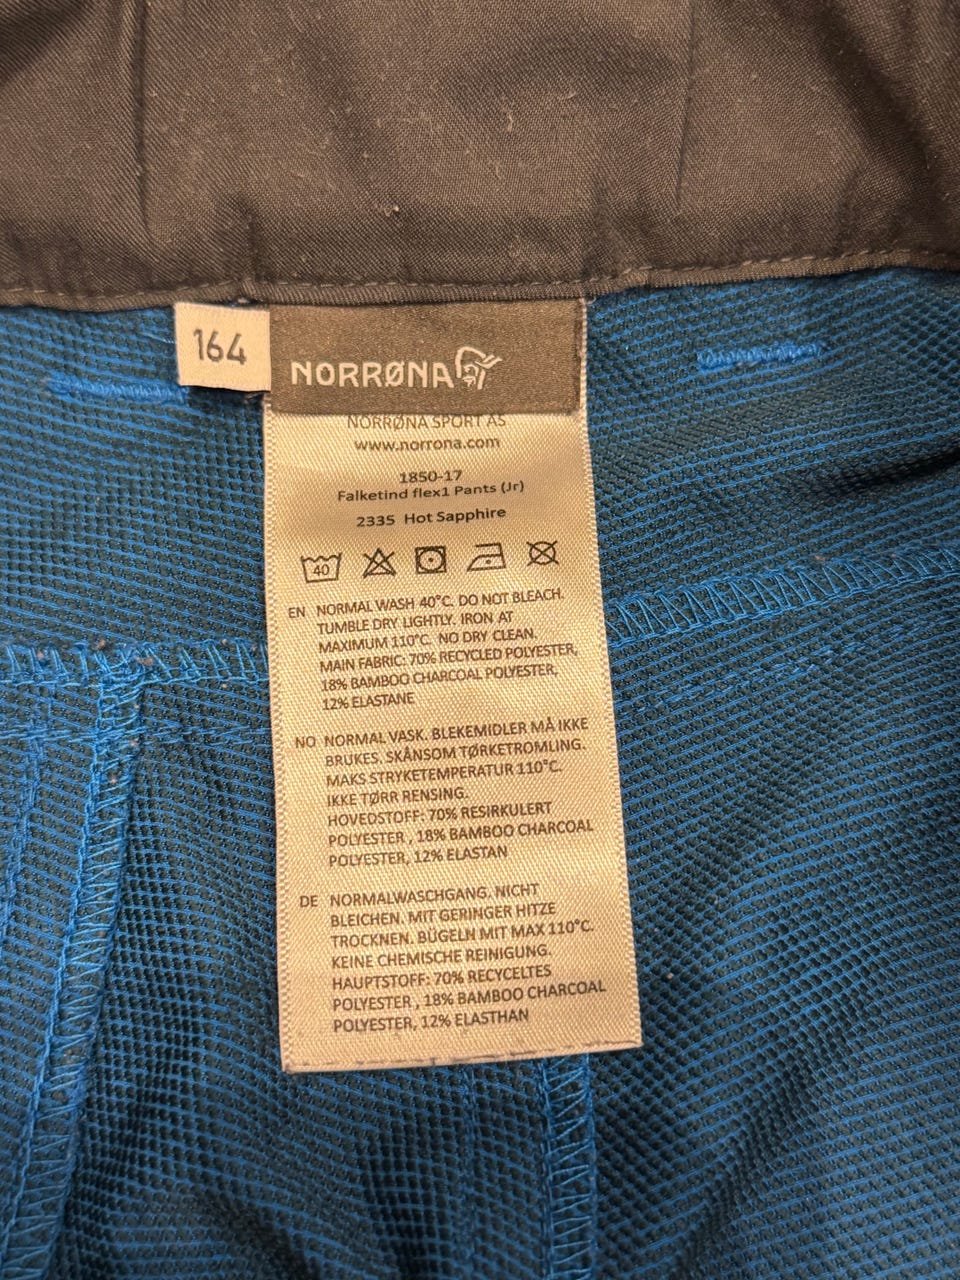 164
NORRØNA
NORRØNA SPORT AS
www.norrona.com
1850-17
Falketind flex1 Pants (Jr)
2335 Hot Sapphire
40
EN NORMAL WASH 40°C. DO NOT BLEACH.
TUMBLE DRY LIGHTLY. IRON AT
MAXIMUM 110°C. NO DRY CLEAN.
MAIN FABRIC: 70% RECYCLED POLYESTER,
18% BAMBOO CHARCOAL POLYESTER,
12% ELASTANE
NO NORMAL VASK. BLEKEMIDLER MÅ IKKE
BRUKES. SKÅNSOM TØRKETROMLING.
MAKS STRYKETEMPERATUR 110°C.
IKKE TØRR RENSING.
HOVEDSTOFF: 70% RESIRKULERT
POLYESTER , 18% BAMBOO CHARCOAL
POLYESTER, 12% ELASTAN
DE NORMALWASCHGANG. NICHT
BLEICHEN. MIT GERINGER HITZE
TROCKNEN. BÜGELN MIT MAX 110°C.
KEINE CHEMISCHE REINIGUNG.
HAUPTSTOFF: 70% RECYCELTES
POLYESTER , 18% BAMBOO CHARCOAL
POLYESTER, 12% ELASTHAN